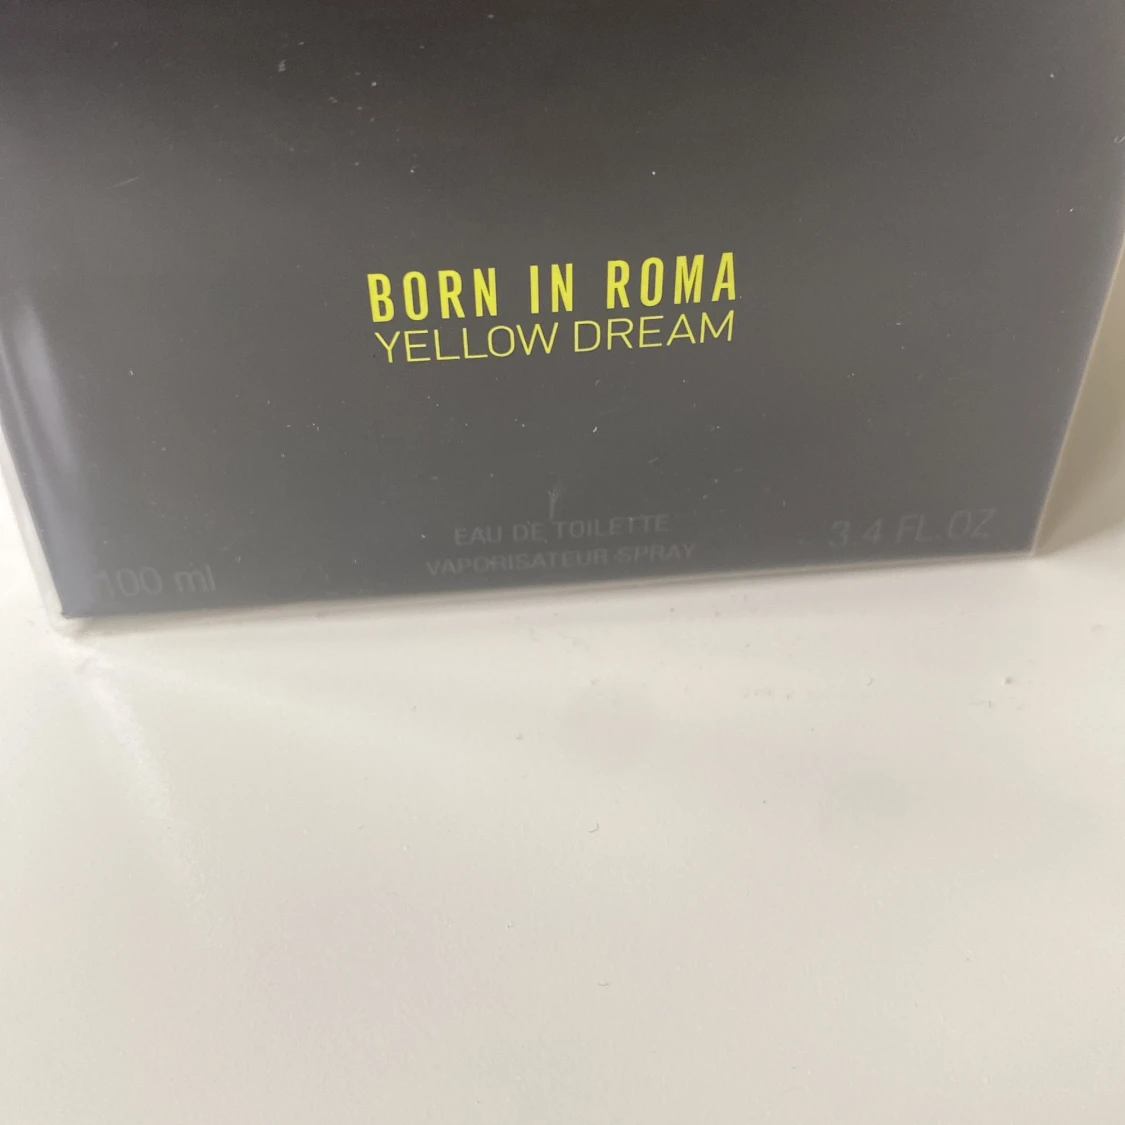 BORN IN ROMA
YELLOW DREAM
EAU DE TOILETTE
VAPORISATEUR SPRAY
100 ml
3.4 FL.OZ